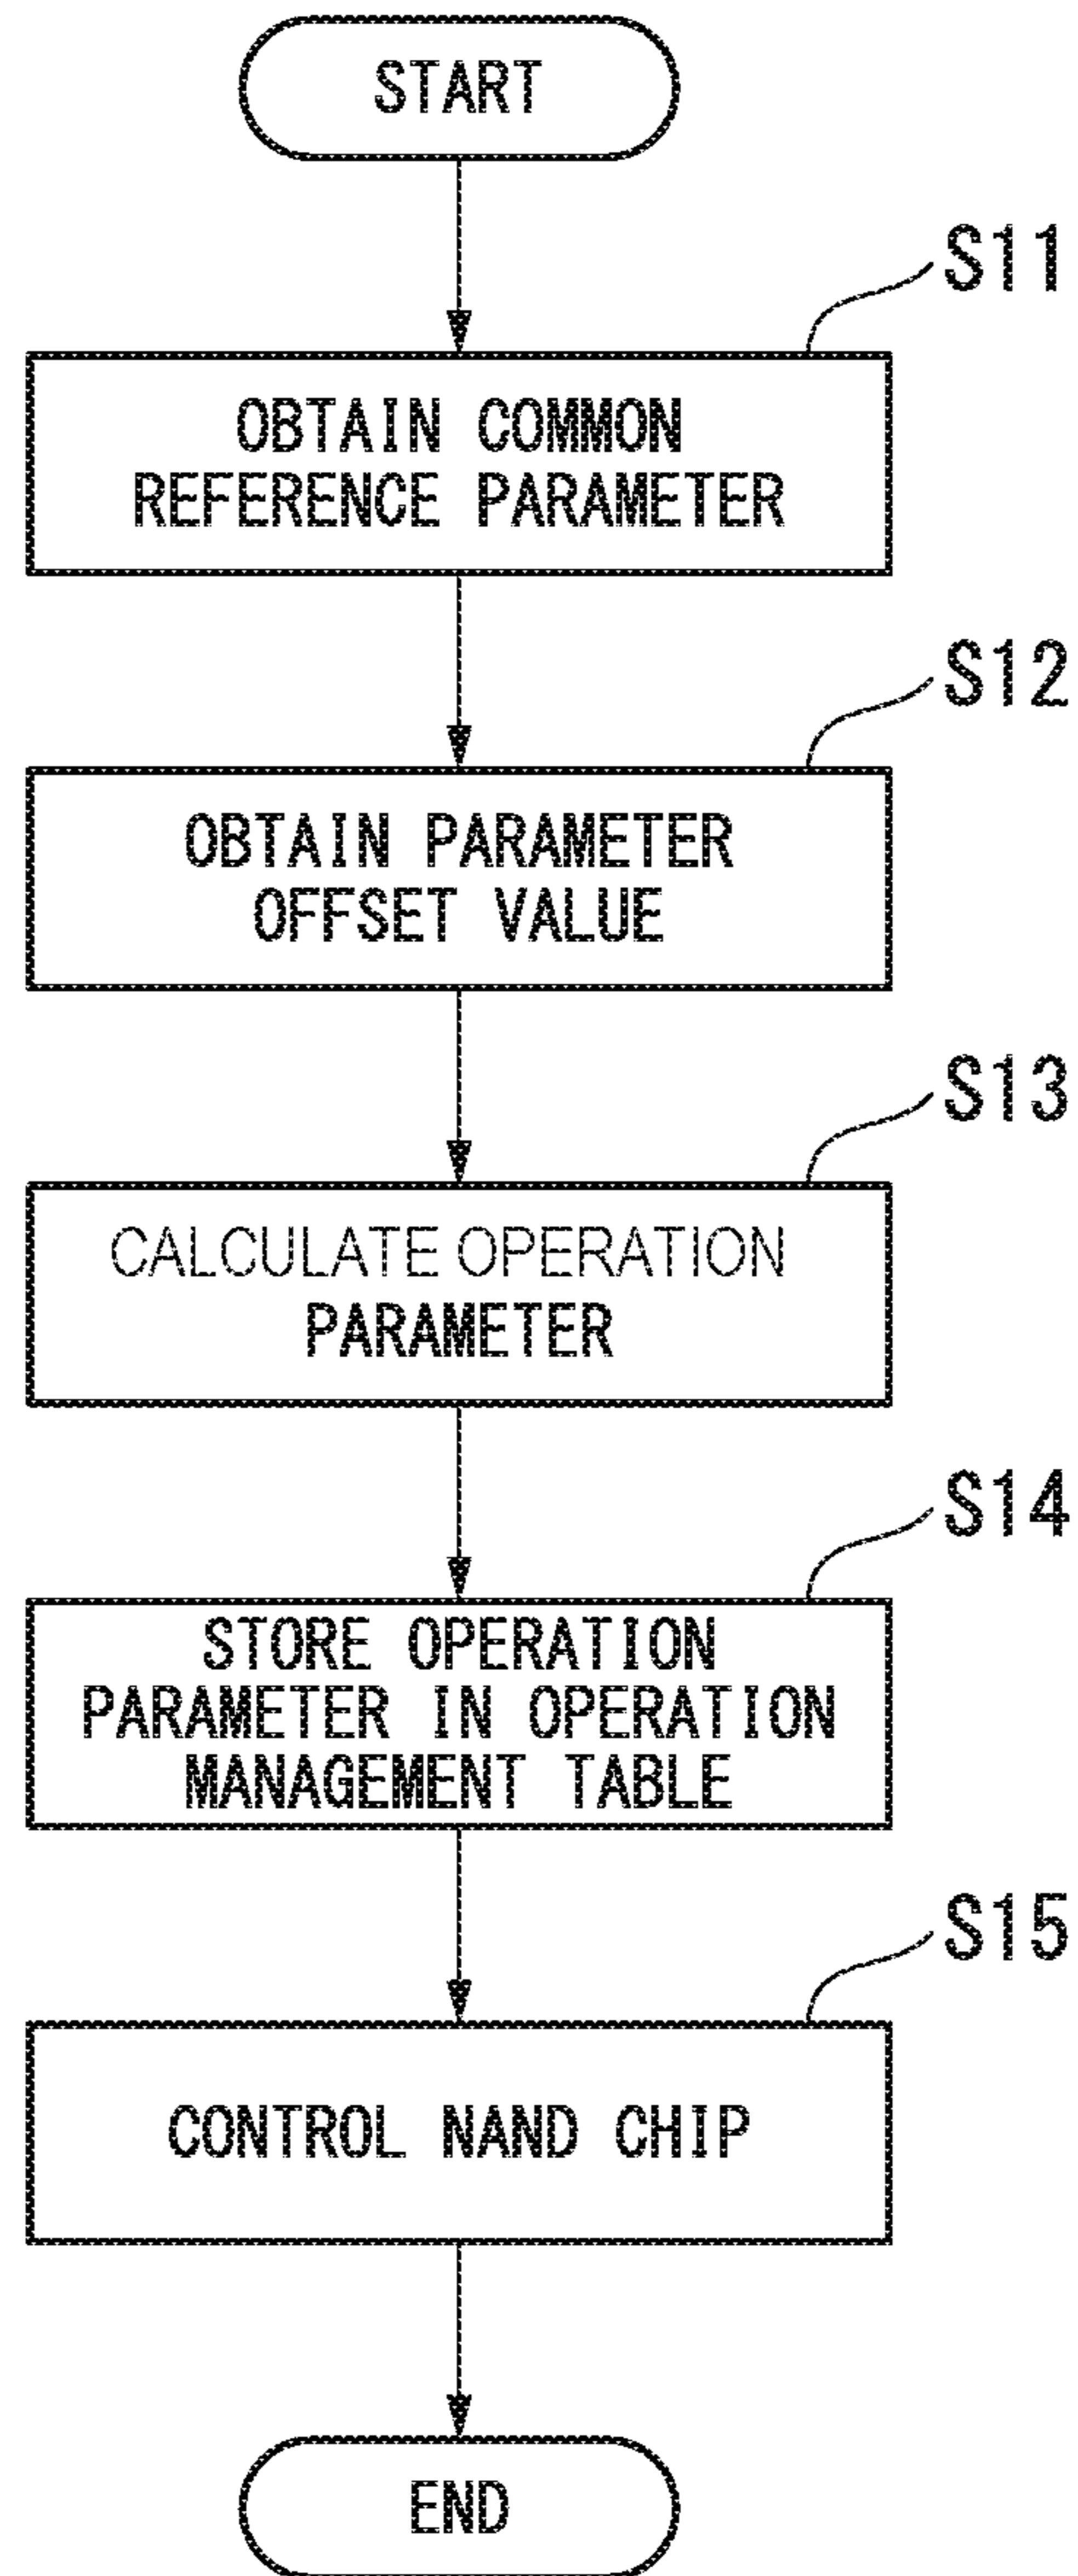 START
S11
OBTAIN COMMON
REFERENCE PARAMETER
S12
OBTAIN PARAMETER
OFFSET VALUE
S13
CALCULATE OPERATION
PARAMETER
S14
STORE OPERATION
PARAMETER IN OPERATION
MANAGEMENT TABLE
S15
CONTROL NAND CHIP
END